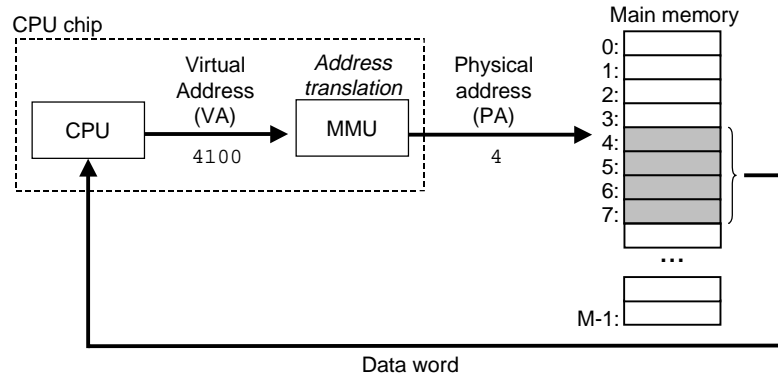 CPU chip
Virtual
Address
(VA)
Address
translation
Physical
address
(PA)
Main memory
CPU
MMU
4100
4
0:
1:
2:
3:
4:
5:
6:
7:
...
M-1:
Data word